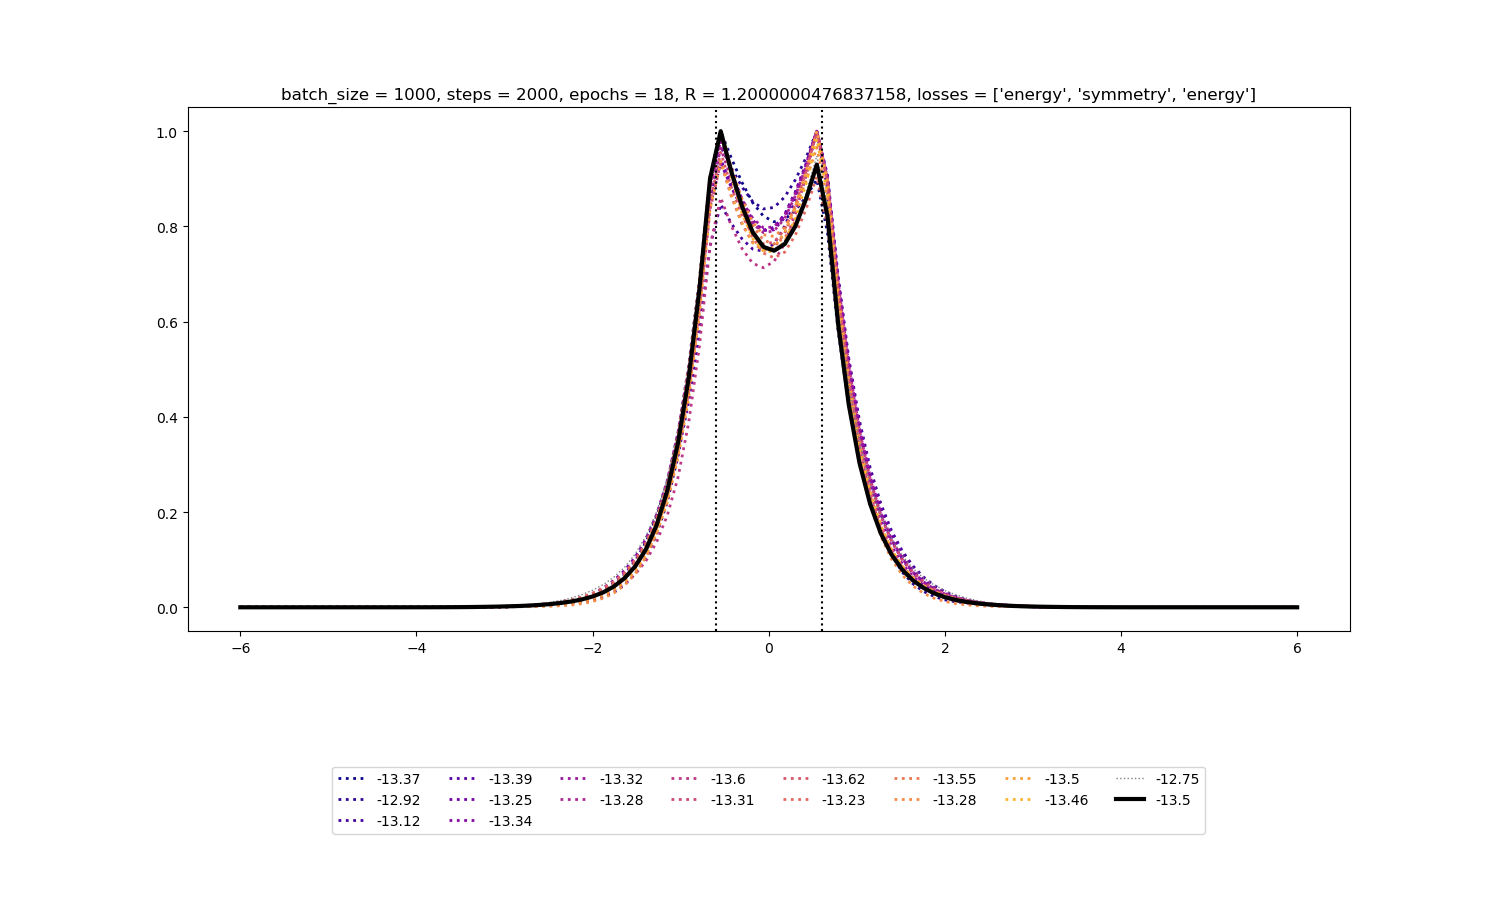 batch_size = 1000, steps = 2000, epochs = 18, R = 1.2000000476837158, losses = ['energy', 'symmetry', 'energy']
1.0
0.8
0.6
0.4
0.2
0.0
−6 −4 −2 0 2 4 6
-13.37 -13.39 -13.32 -13.6 -13.62 -13.55 -13.5 -12.75
-12.92 -13.25 -13.28 -13.31 -13.23 -13.28 -13.46 -13.5
-13.12 -13.34